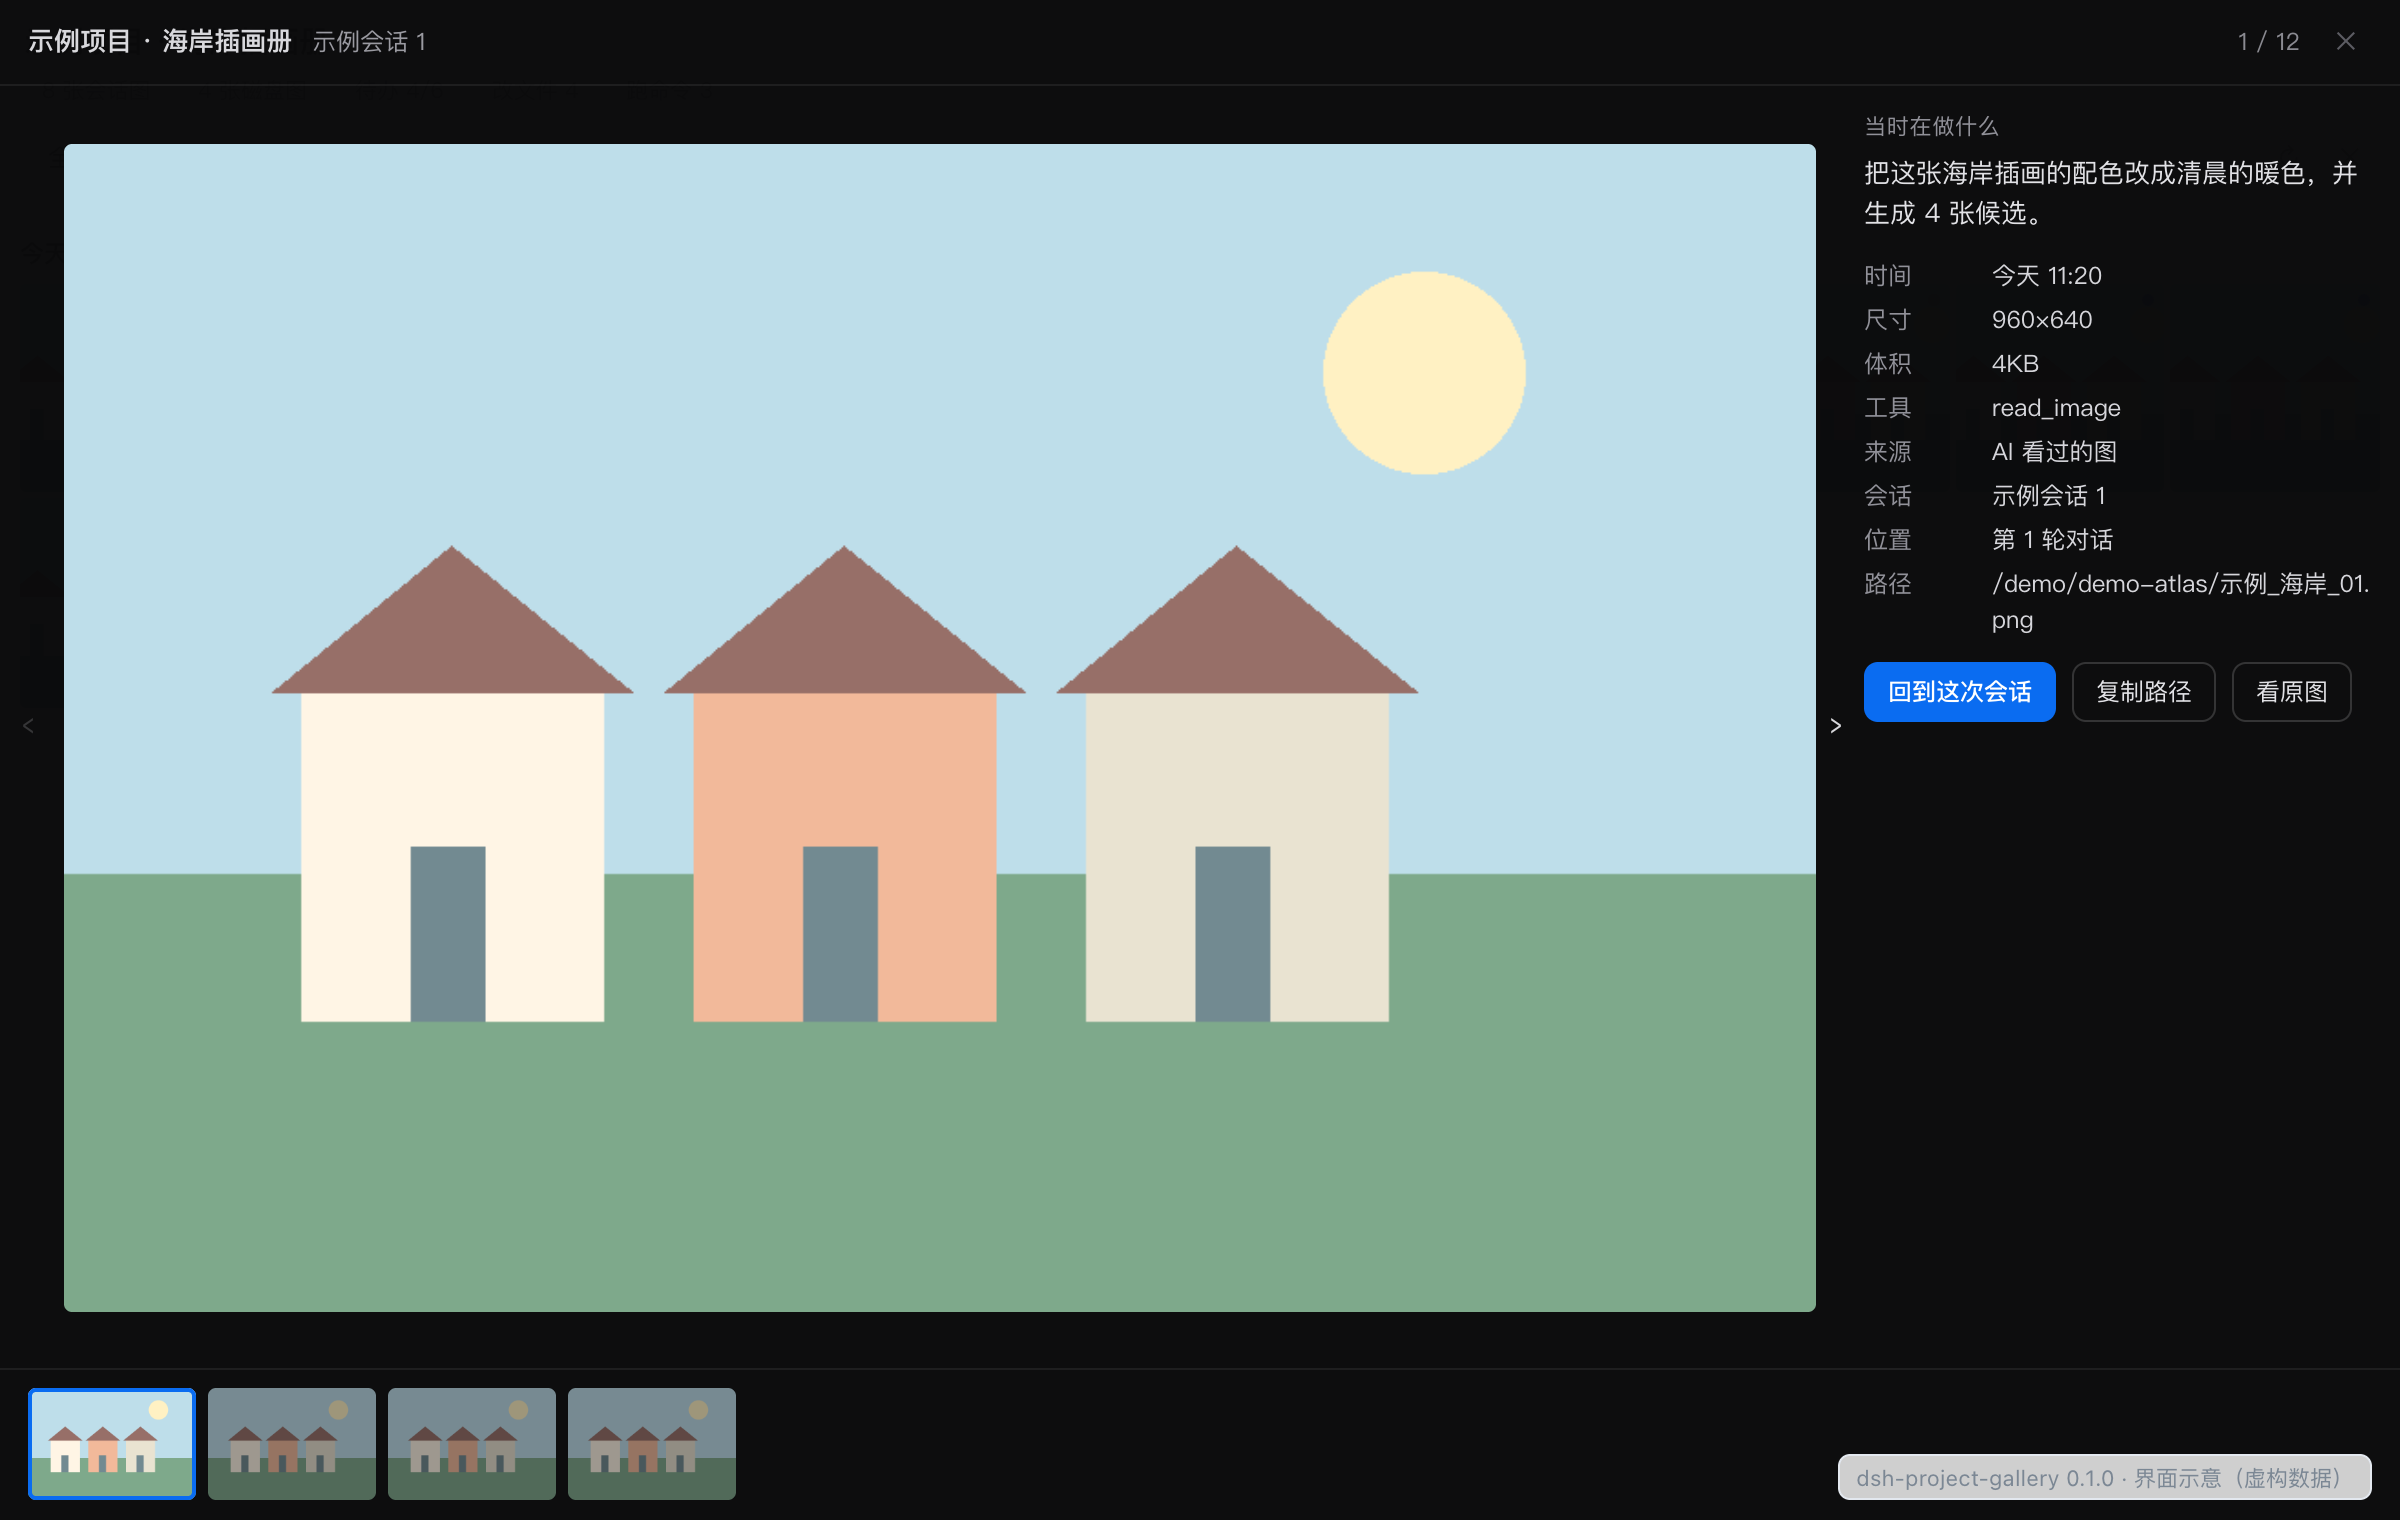 示例项目 · 海岸插画册 示例会话 1
1 / 12 ×
当时在做什么
把这张海岸插画的配色改成清晨的暖色，并
生成 4 张候选。
时间 今天 11:20
尺寸 960×640
体积 4KB
工具 read_image
来源 AI 看过的图
会话 示例会话 1
位置 第 1 轮对话
路径 /demo/demo-atlas/示例_海岸_01.
png
回到这次会话 复制路径 看原图
< >
dsh-project-gallery 0.1.0 · 界面示意（虚构数据）